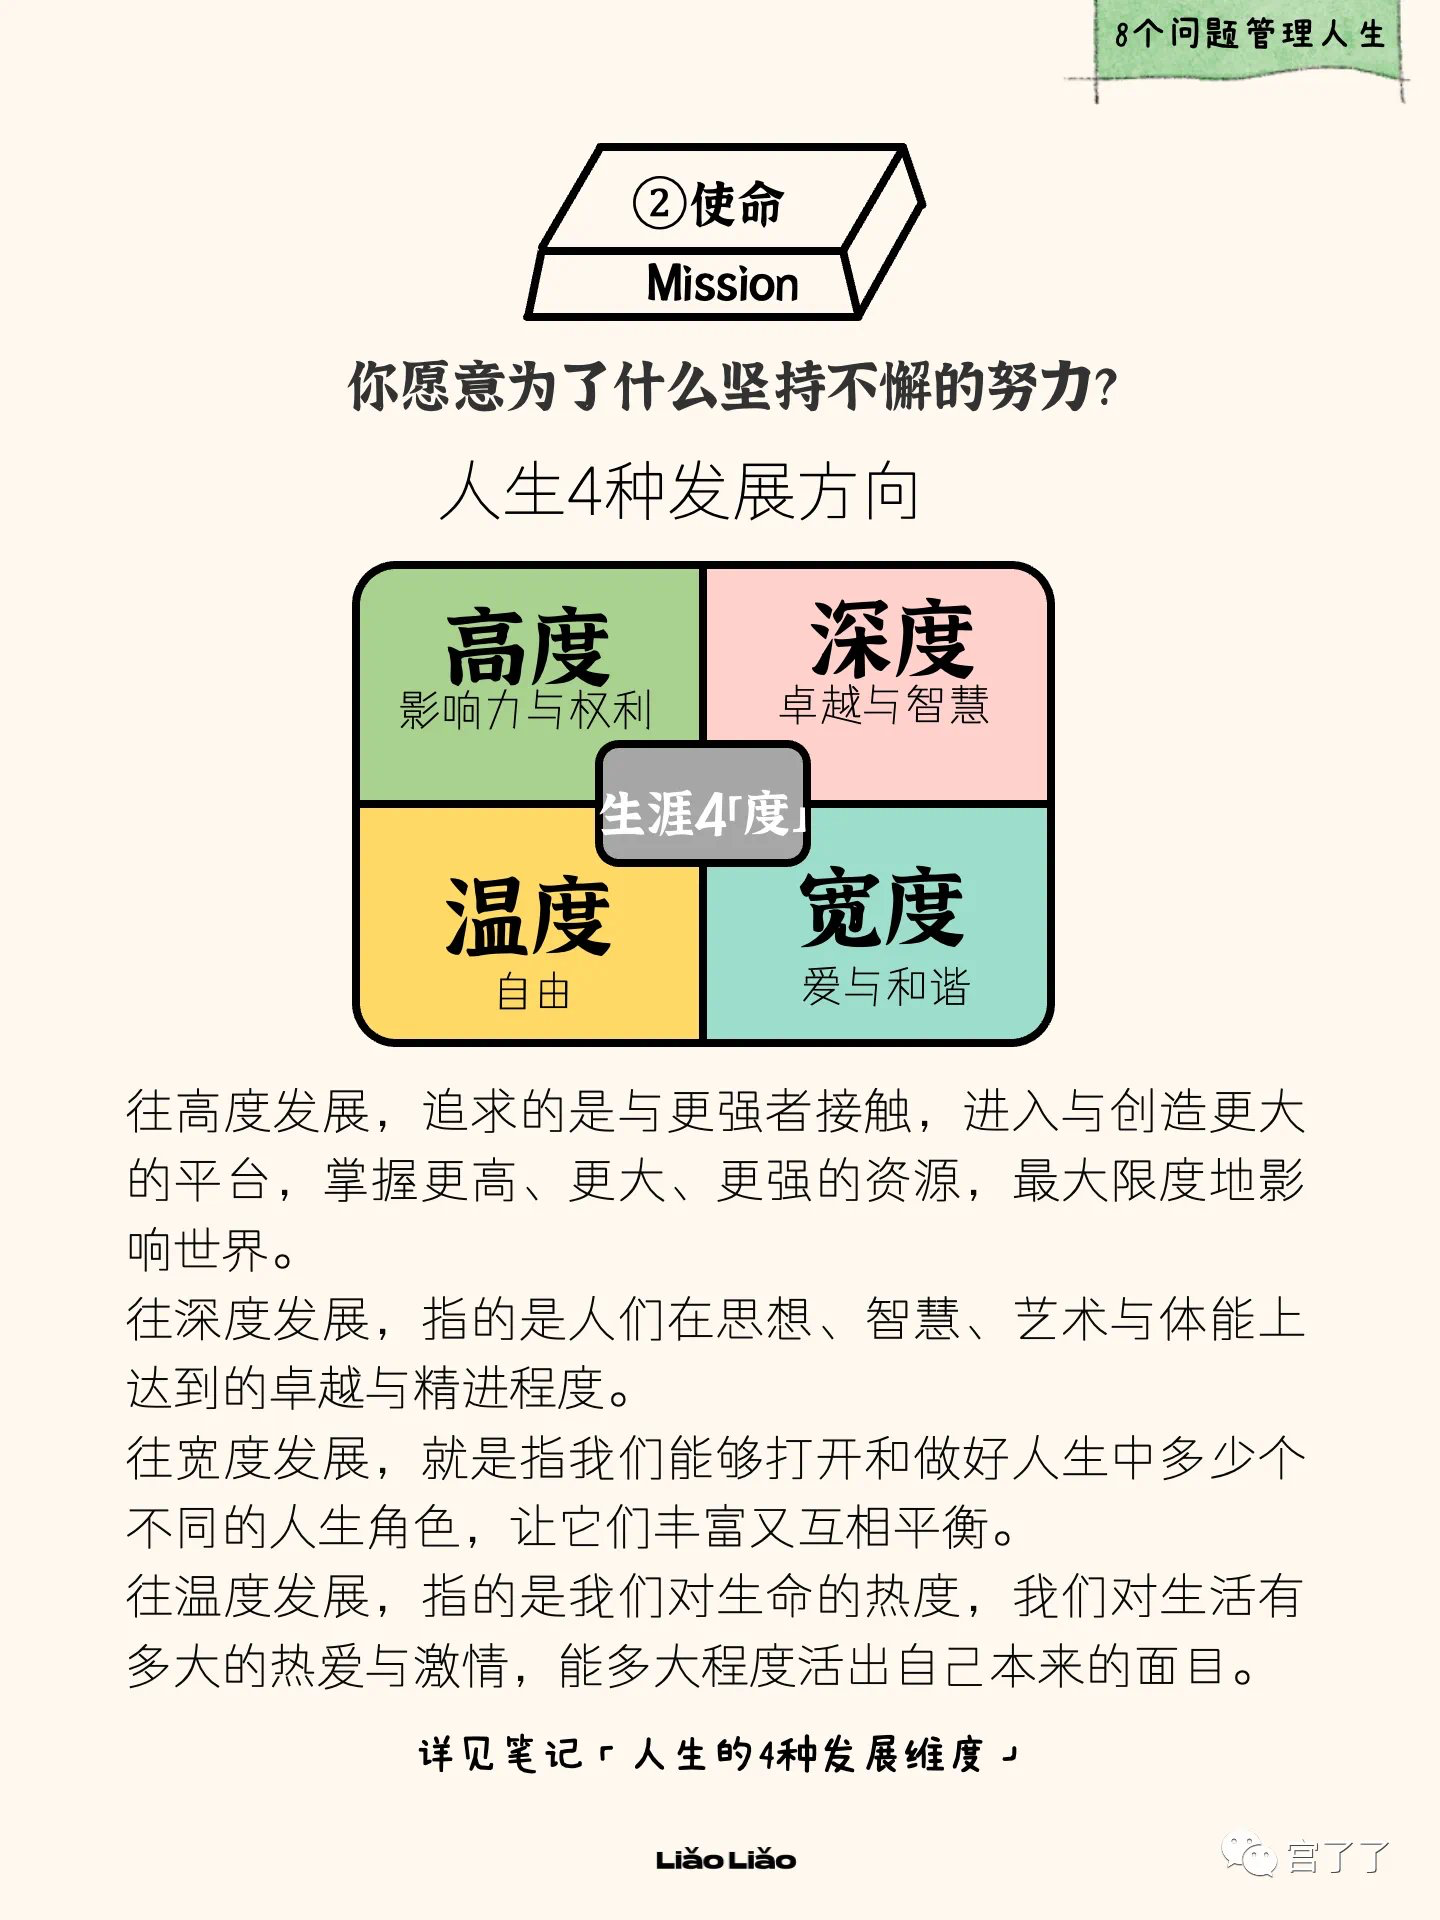 8个问题管理人生
②使命
Mission
你愿意为了什么坚持不懈的努力?
人生4种发展方向
高度
影响力与权利
深度
卓越与智慧
生涯4「度」
温度
自由
宽度
爱与和谐
往高度发展，追求的是与更强者接触，进入与创造更大
的平台，掌握更高、更大、更强的资源，最大限度地影
响世界。
往深度发展，指的是人们在思想、智慧、艺术与体能上
达到的卓越与精进程度。
往宽度发展，就是指我们能够打开和做好人生中多少个
不同的人生角色，让它们丰富又互相平衡。
往温度发展，指的是我们对生命的热度，我们对生活有
多大的热爱与激情，能多大程度活出自己本来的面目。
详见笔记「人生的4种发展维度」
Liǎo Liǎo
宫了了